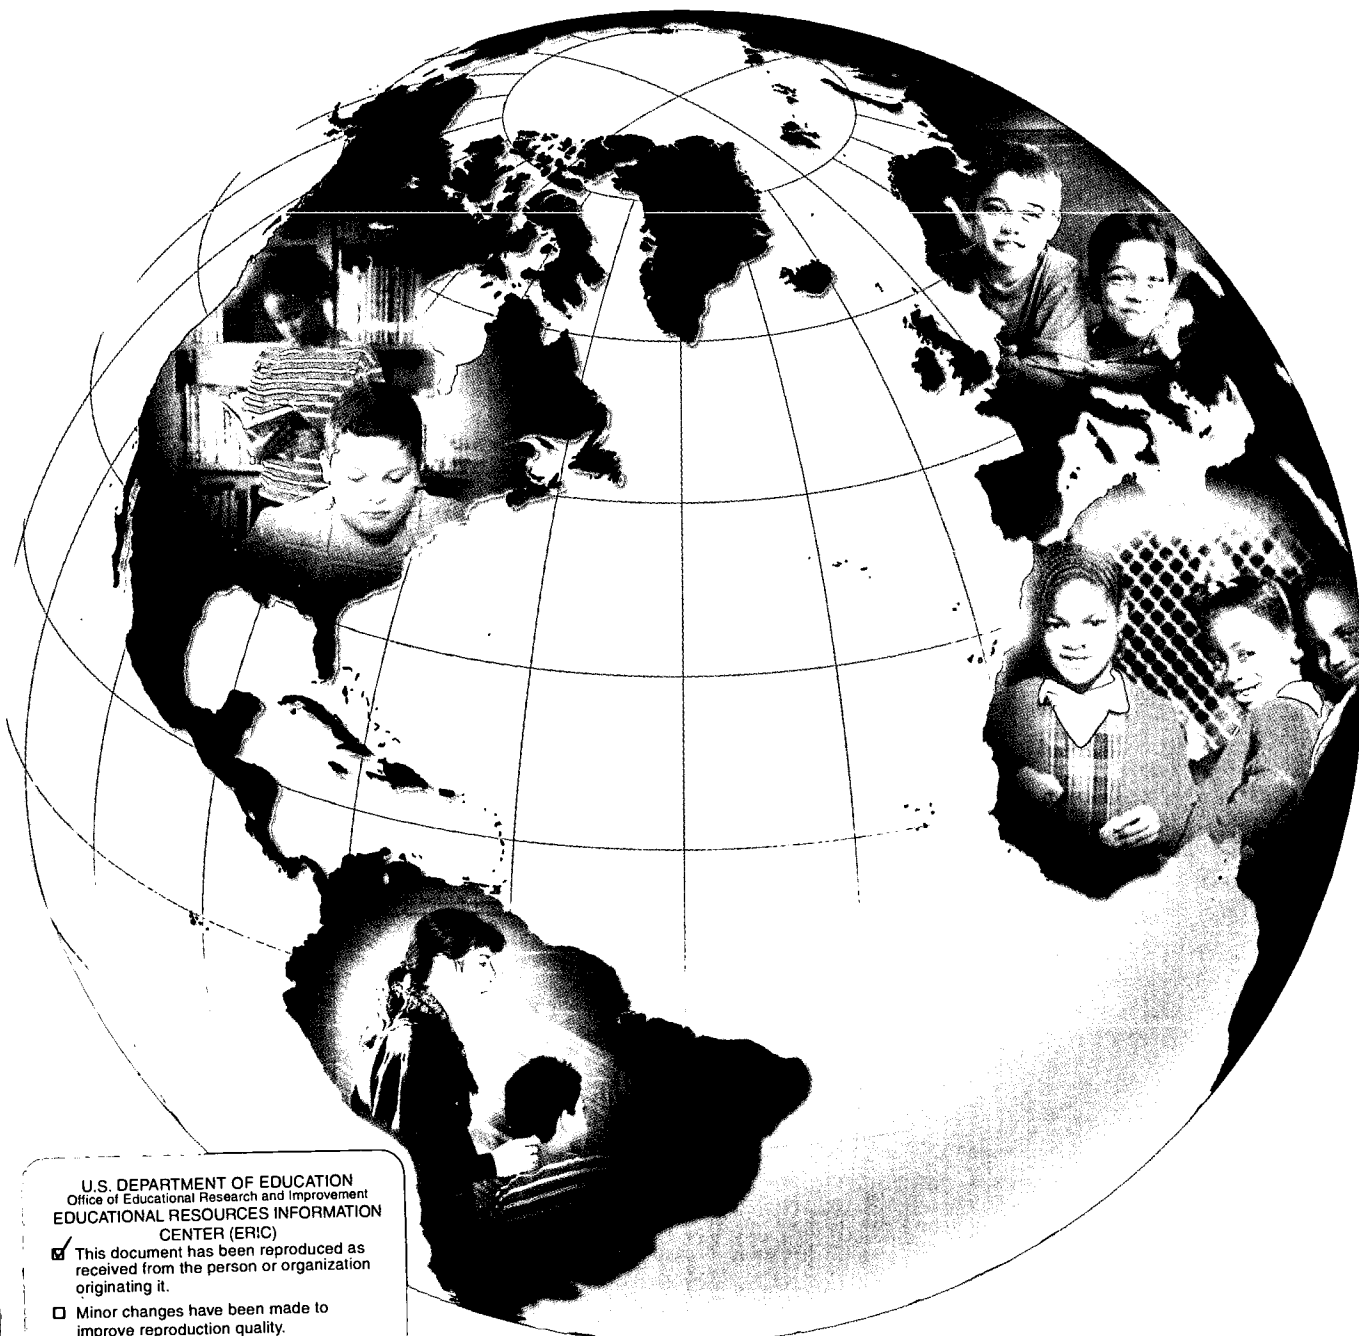 U.S. DEPARTMENT OF EDUCATION
Office of Educational Research and Improvement
EDUCATIONAL RESOURCES INFORMATION
CENTER (ER!C)
☑ This document has been reproduced as
received from the person or organization
originating it.
☐ Minor changes have been made to
improve reproduction quality.